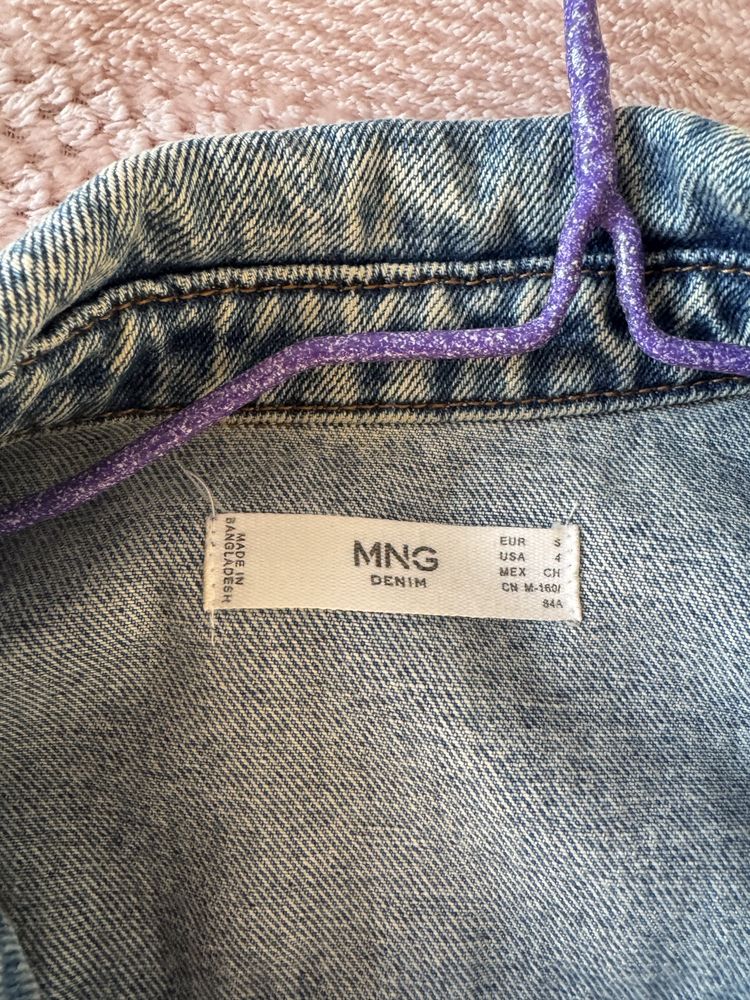 MADE IN
BANGLADESH
MNG
DENIM
EUR S
USA 4
MEX CH
CN M-160/
84A